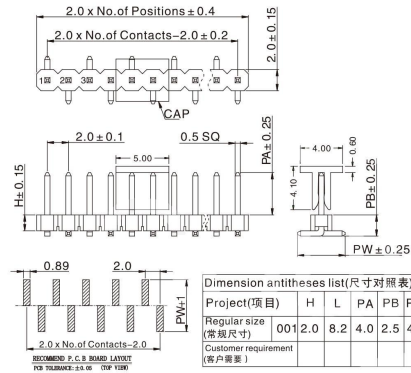 2.0 x No.of Positions±0.4
2.0 x No.of Contacts-2.0±0.2
2.0±0.15
1 2 3
CAP
2.0±0.1
0.5 SQ
5.00
H±0.15
PA±0.25
4.00
0.60
4.10
PB±0.25
PW±0.25
0.89
2.0
PW+1
2.0 x No.of Contacts-2.0
RECOMMEND P.C.B BOARD LAYOUT
PCB TOLERANCE:±0.05 (TOP VIEW)
Dimension antitheses list(尺寸对照表)
Project(项目) H L PA PB
Regular size
(常规尺寸) 001 2.0 8.2 4.0 2.5
Customer requirement
(客户需要)